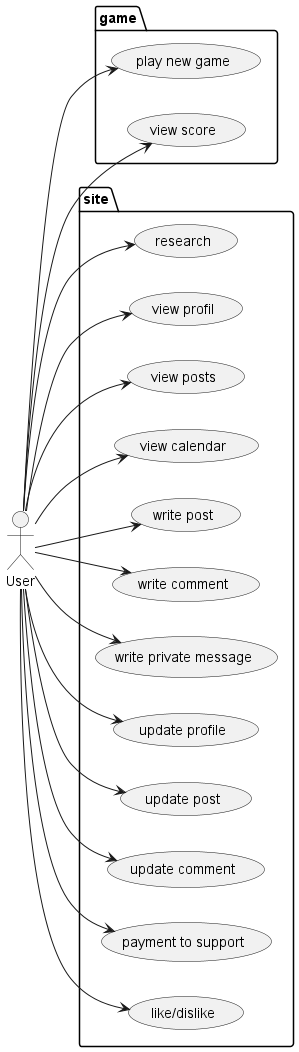 game
play new game
view score
site
research
view profil
view posts
view calendar
write post
User
write comment
write private message
update profile
update post
update comment
payment to support
like/dislike